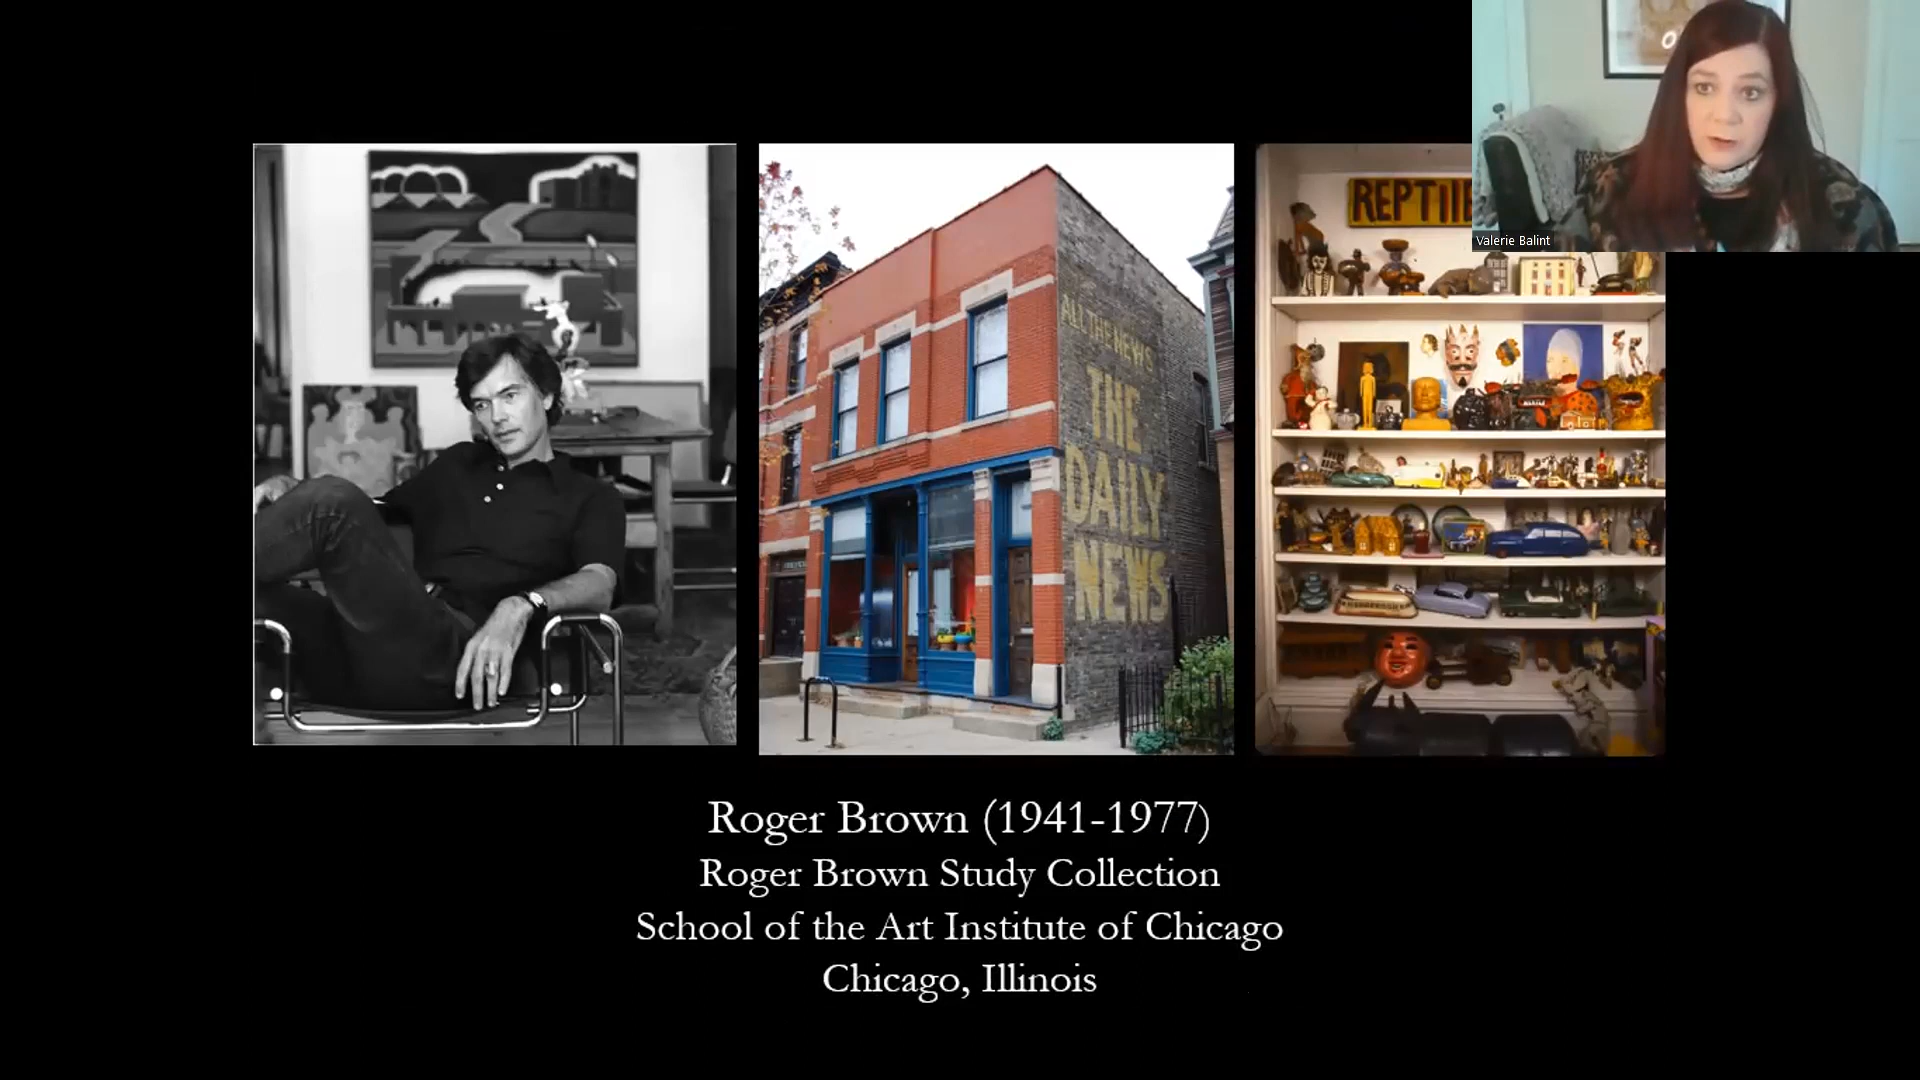 REPTIL
Valerie Balint
ALL THE NEWS
THE
DAILY
NEWS
Roger Brown (1941-1977)
Roger Brown Study Collection
School of the Art Institute of Chicago
Chicago, Illinois